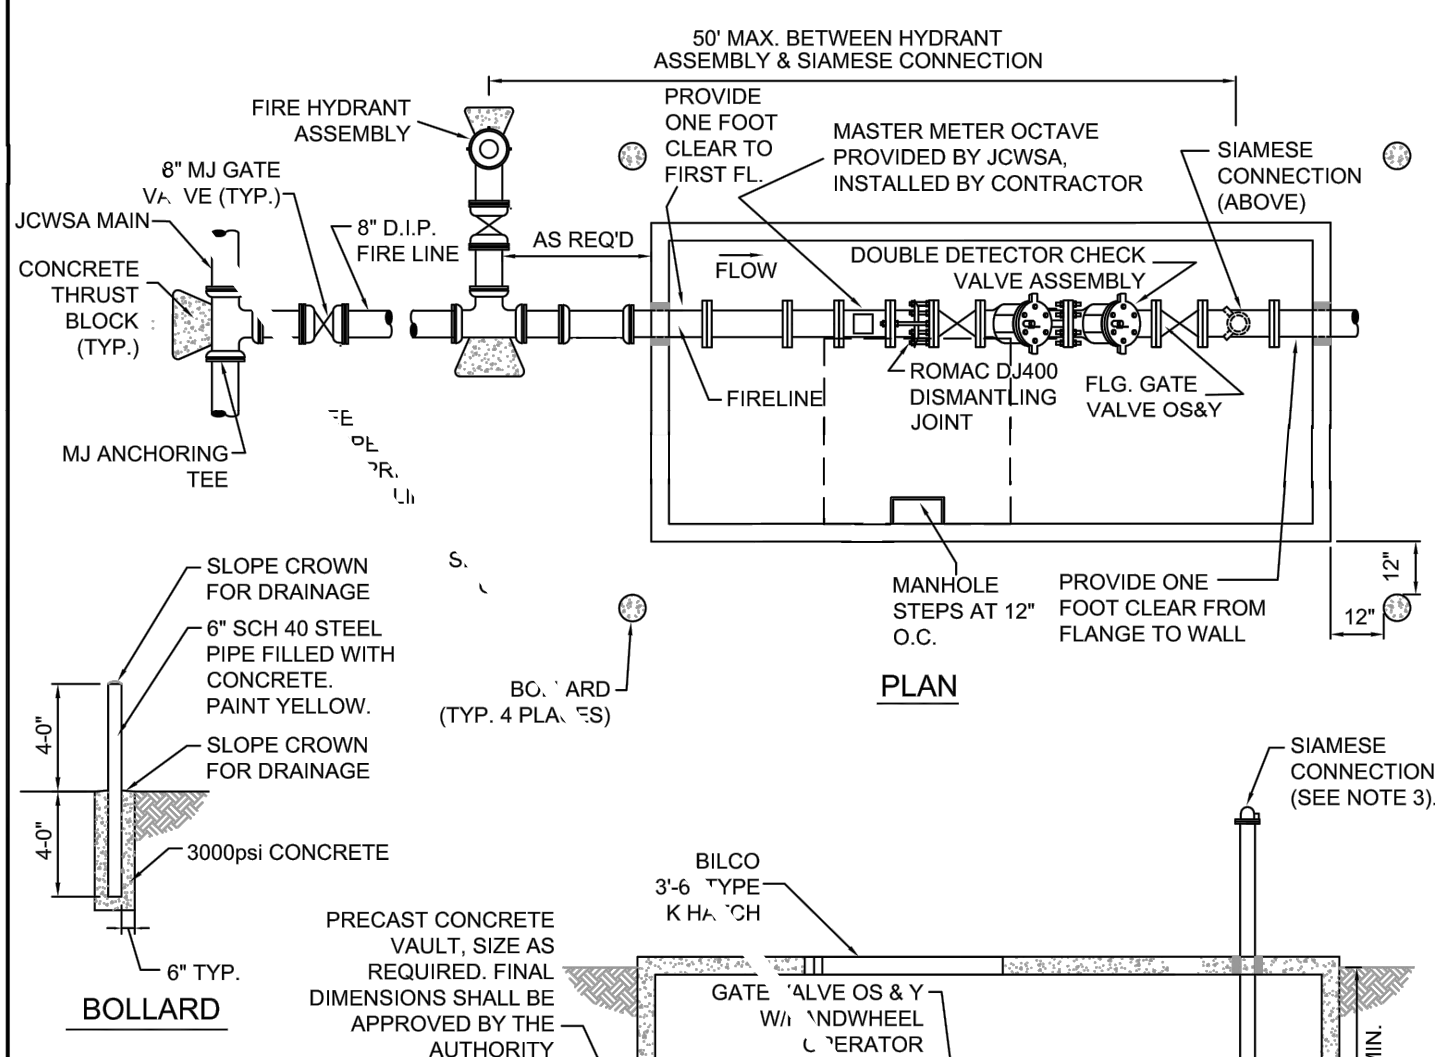 50' MAX. BETWEEN HYDRANT
ASSEMBLY & SIAMESE CONNECTION
FIRE HYDRANT
ASSEMBLY
PROVIDE
ONE FOOT
CLEAR TO
FIRST FL.
MASTER METER OCTAVE
PROVIDED BY JCWSA,
INSTALLED BY CONTRACTOR
SIAMESE
CONNECTION
(ABOVE)
8" MJ GATE
(TYP.)
JCWSA MAIN
8" D.I.P.
FIRE LINE
AS REQ'D
CONCRETE
THRUST
BLOCK
(TYP.)
FLOW
DOUBLE DETECTOR CHECK
VALVE ASSEMBLY
FIRELINE
ROMAC DJ400
DISMANTLING
JOINT
FLG. GATE
VALVE OS&Y
MJ ANCHORING
TEE
MANHOLE
STEPS AT 12"
O.C.
PROVIDE ONE
FOOT CLEAR FROM
FLANGE TO WALL
12"
12"
PLAN
SLOPE CROWN
FOR DRAINAGE
6" SCH 40 STEEL
PIPE FILLED WITH
CONCRETE.
PAINT YELLOW.
4-0"
SLOPE CROWN
FOR DRAINAGE
4-0"
3000psi CONCRETE
6" TYP.
BOLLARD
(TYP. 4
SIAMESE
CONNECTION
(SEE NOTE 3).
BILCO
TYPE
K
PRECAST CONCRETE
VAULT, SIZE AS
REQUIRED. FINAL
DIMENSIONS SHALL BE
APPROVED BY THE
AUTHORITY
OS & Y
MIN.